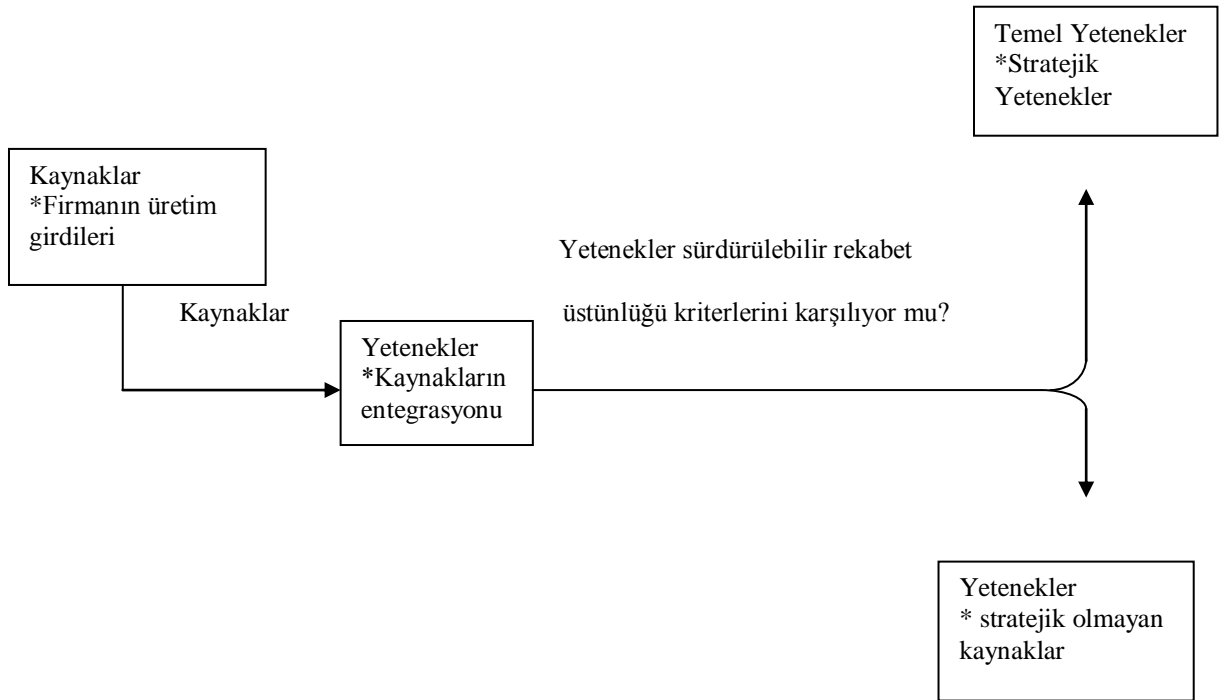 Temel Yetenekler
*Stratejik
Yetenekler
Kaynaklar
*Firmanın üretim
girdileri
Yetenekler sürdürülebilir rekabet
Kaynaklar
üstünlüğü kriterlerini karşılıyor mu?
Yetenekler
*Kaynakların
entegrasyonu
Yetenekler
* stratejik olmayan
kaynaklar